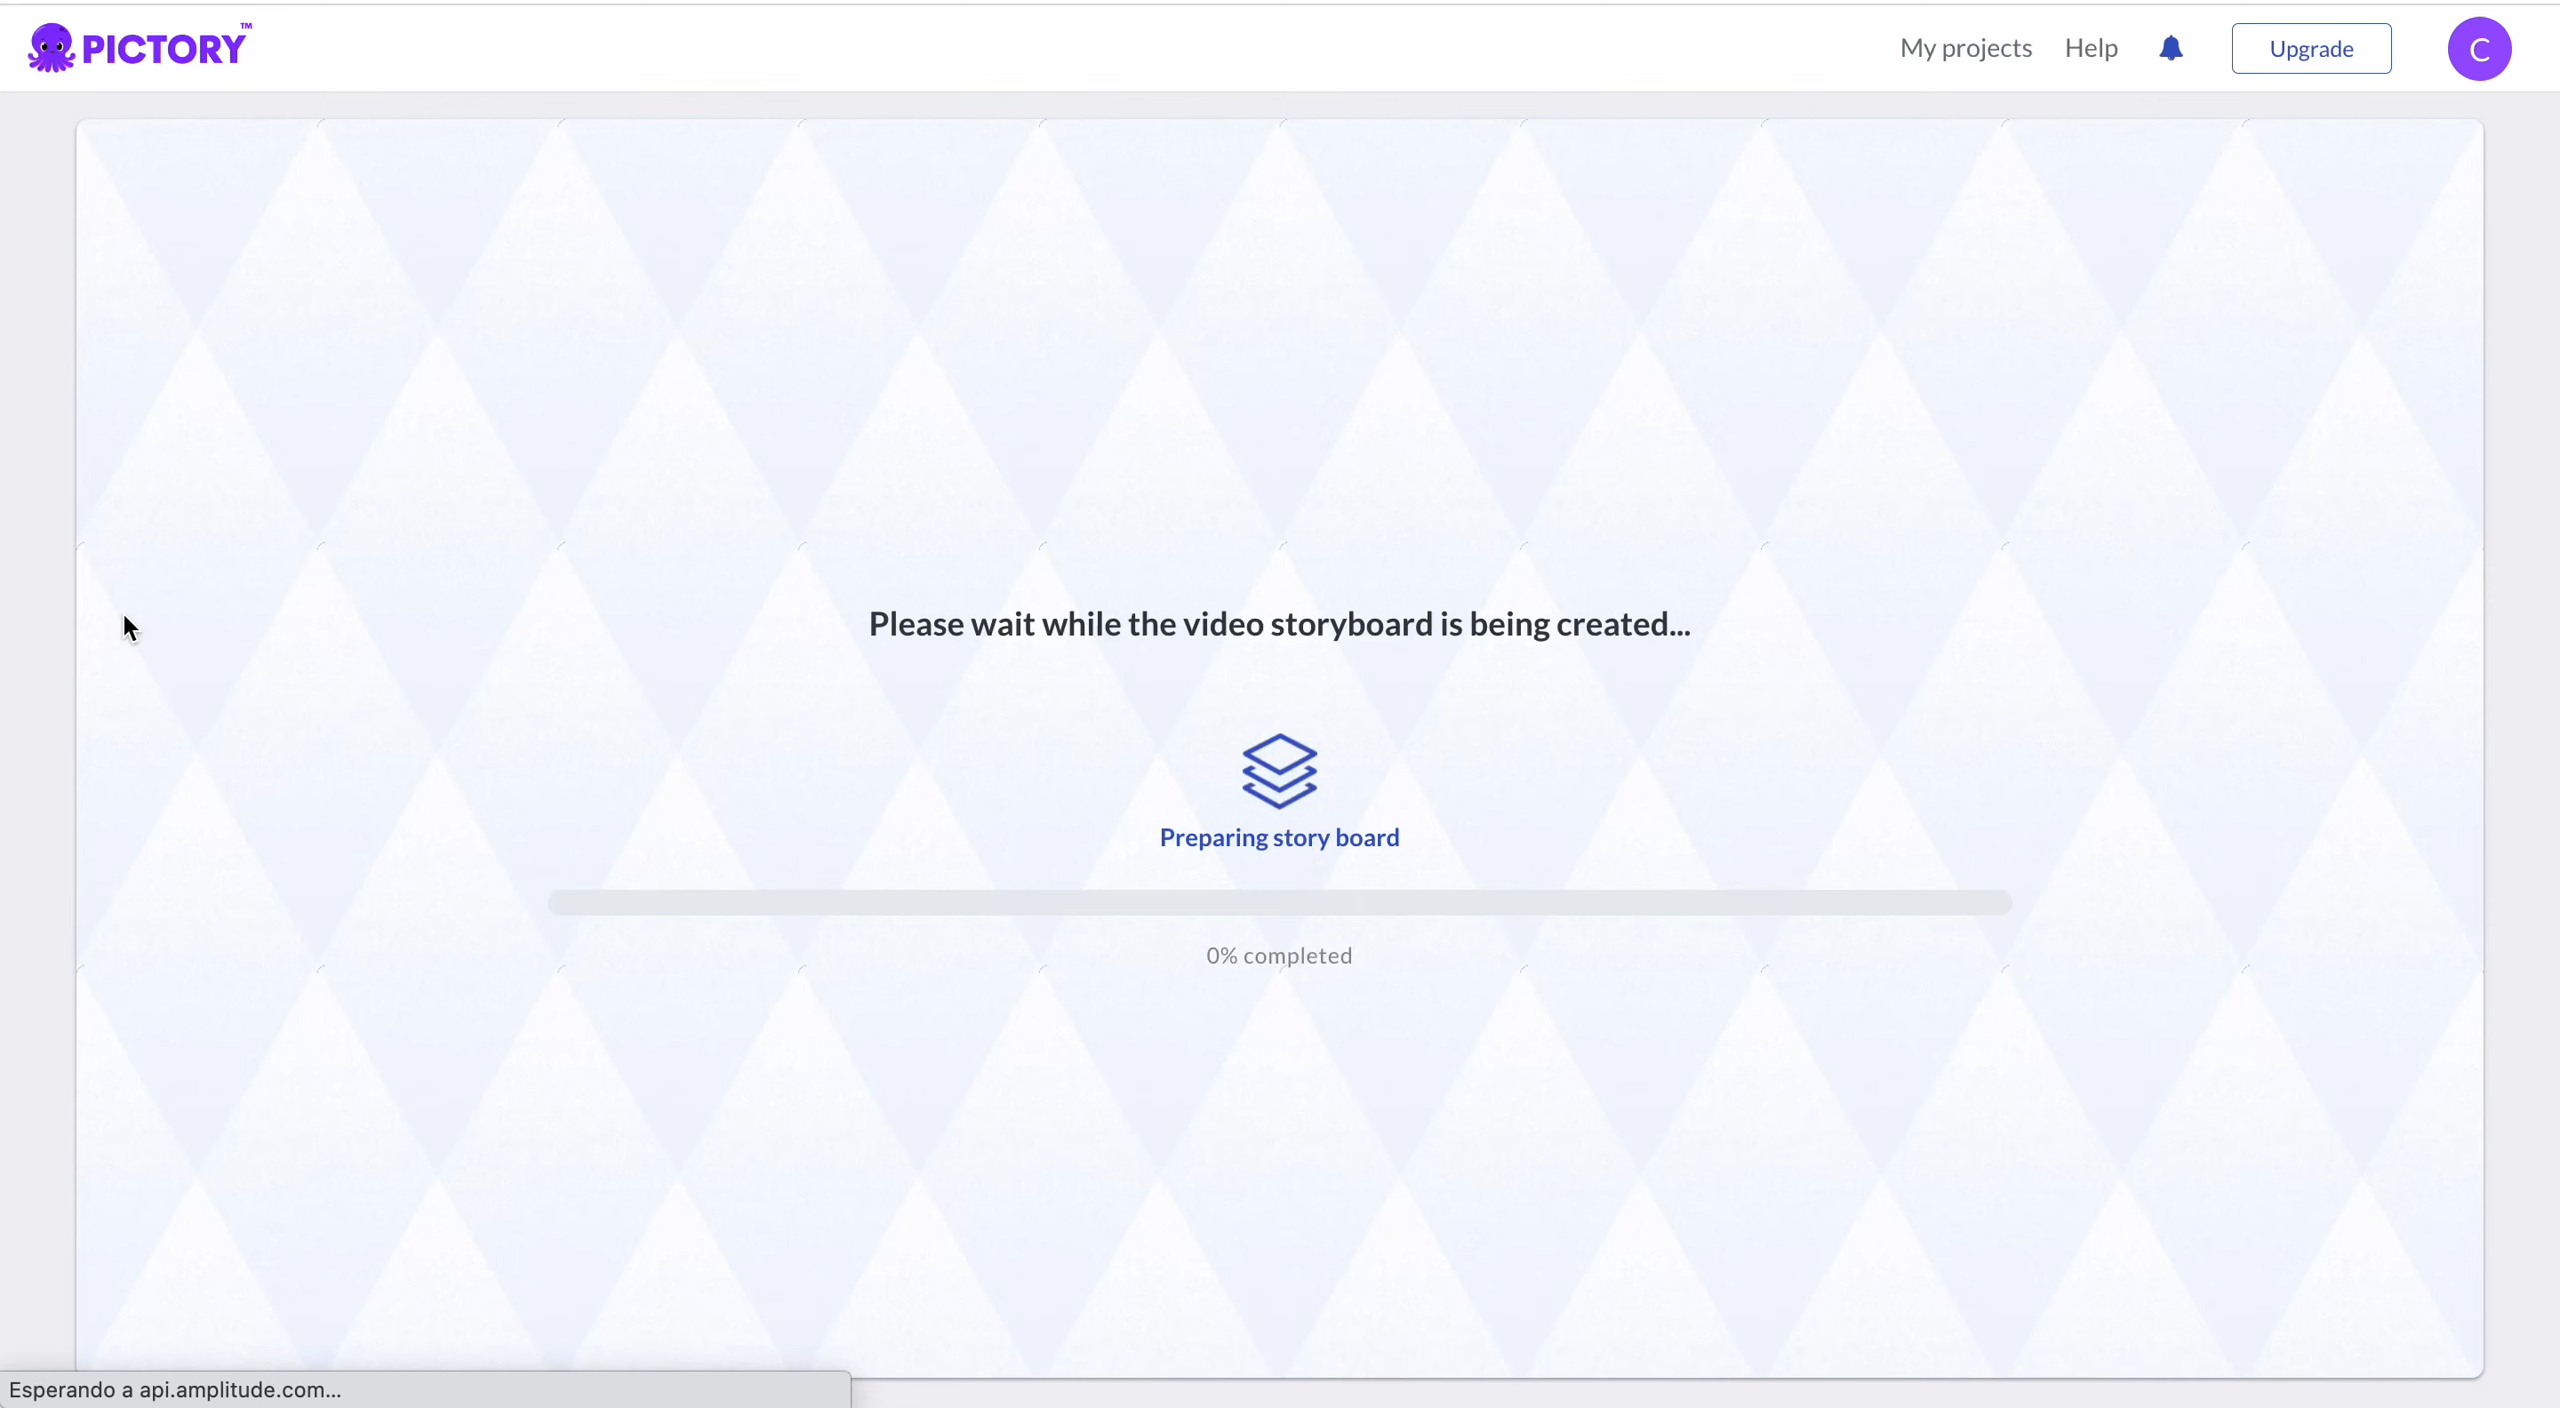 PICTORY™
My projects
Help
Upgrade
C
Please wait while the video storyboard is being created...
Preparing story board
0% completed
Esperando a api.amplitude.com...